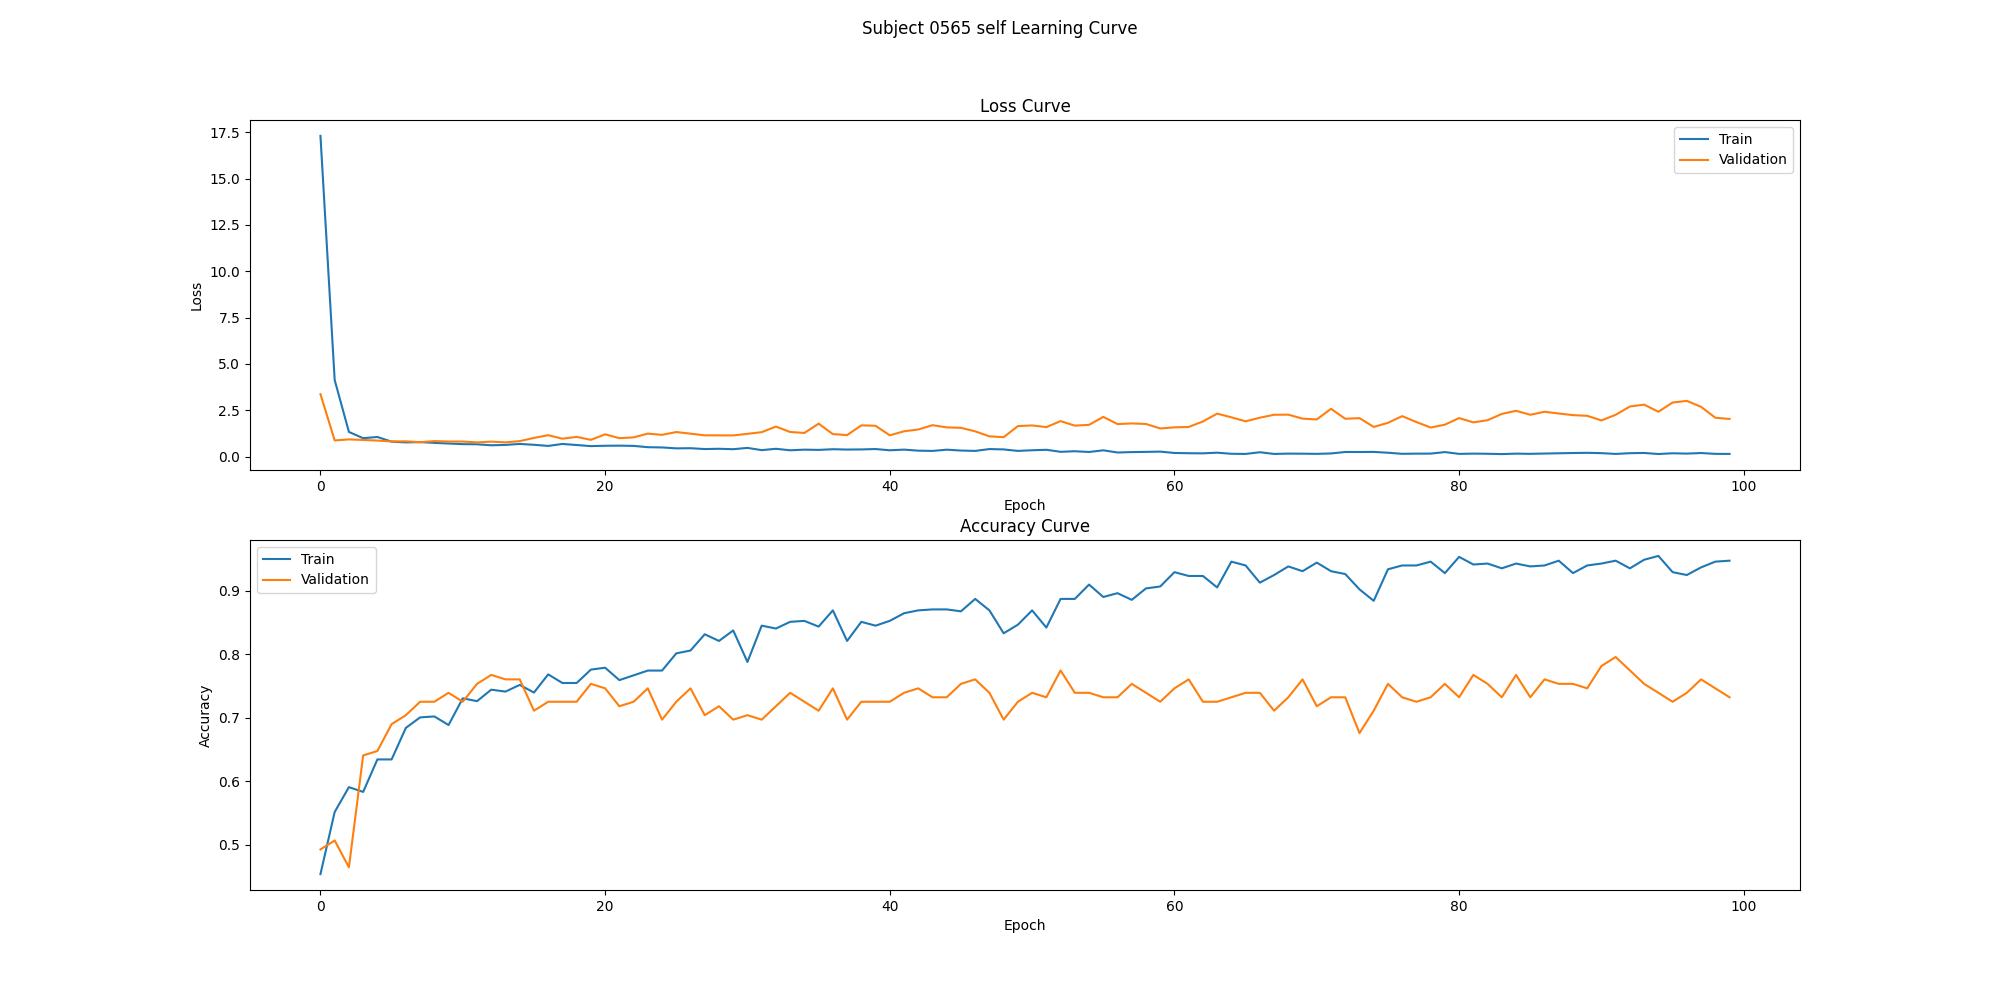 Subject 0565 self Learning Curve
Loss Curve
17.5
15.0
12.5
10.0
7.5
5.0
2.5
0.0
Loss
Train
Validation
0 20 40 60 80 100
Epoch
Accuracy Curve
Train
Validation
0.9
0.8
0.7
0.6
0.5
Accuracy
0 20 40 60 80 100
Epoch